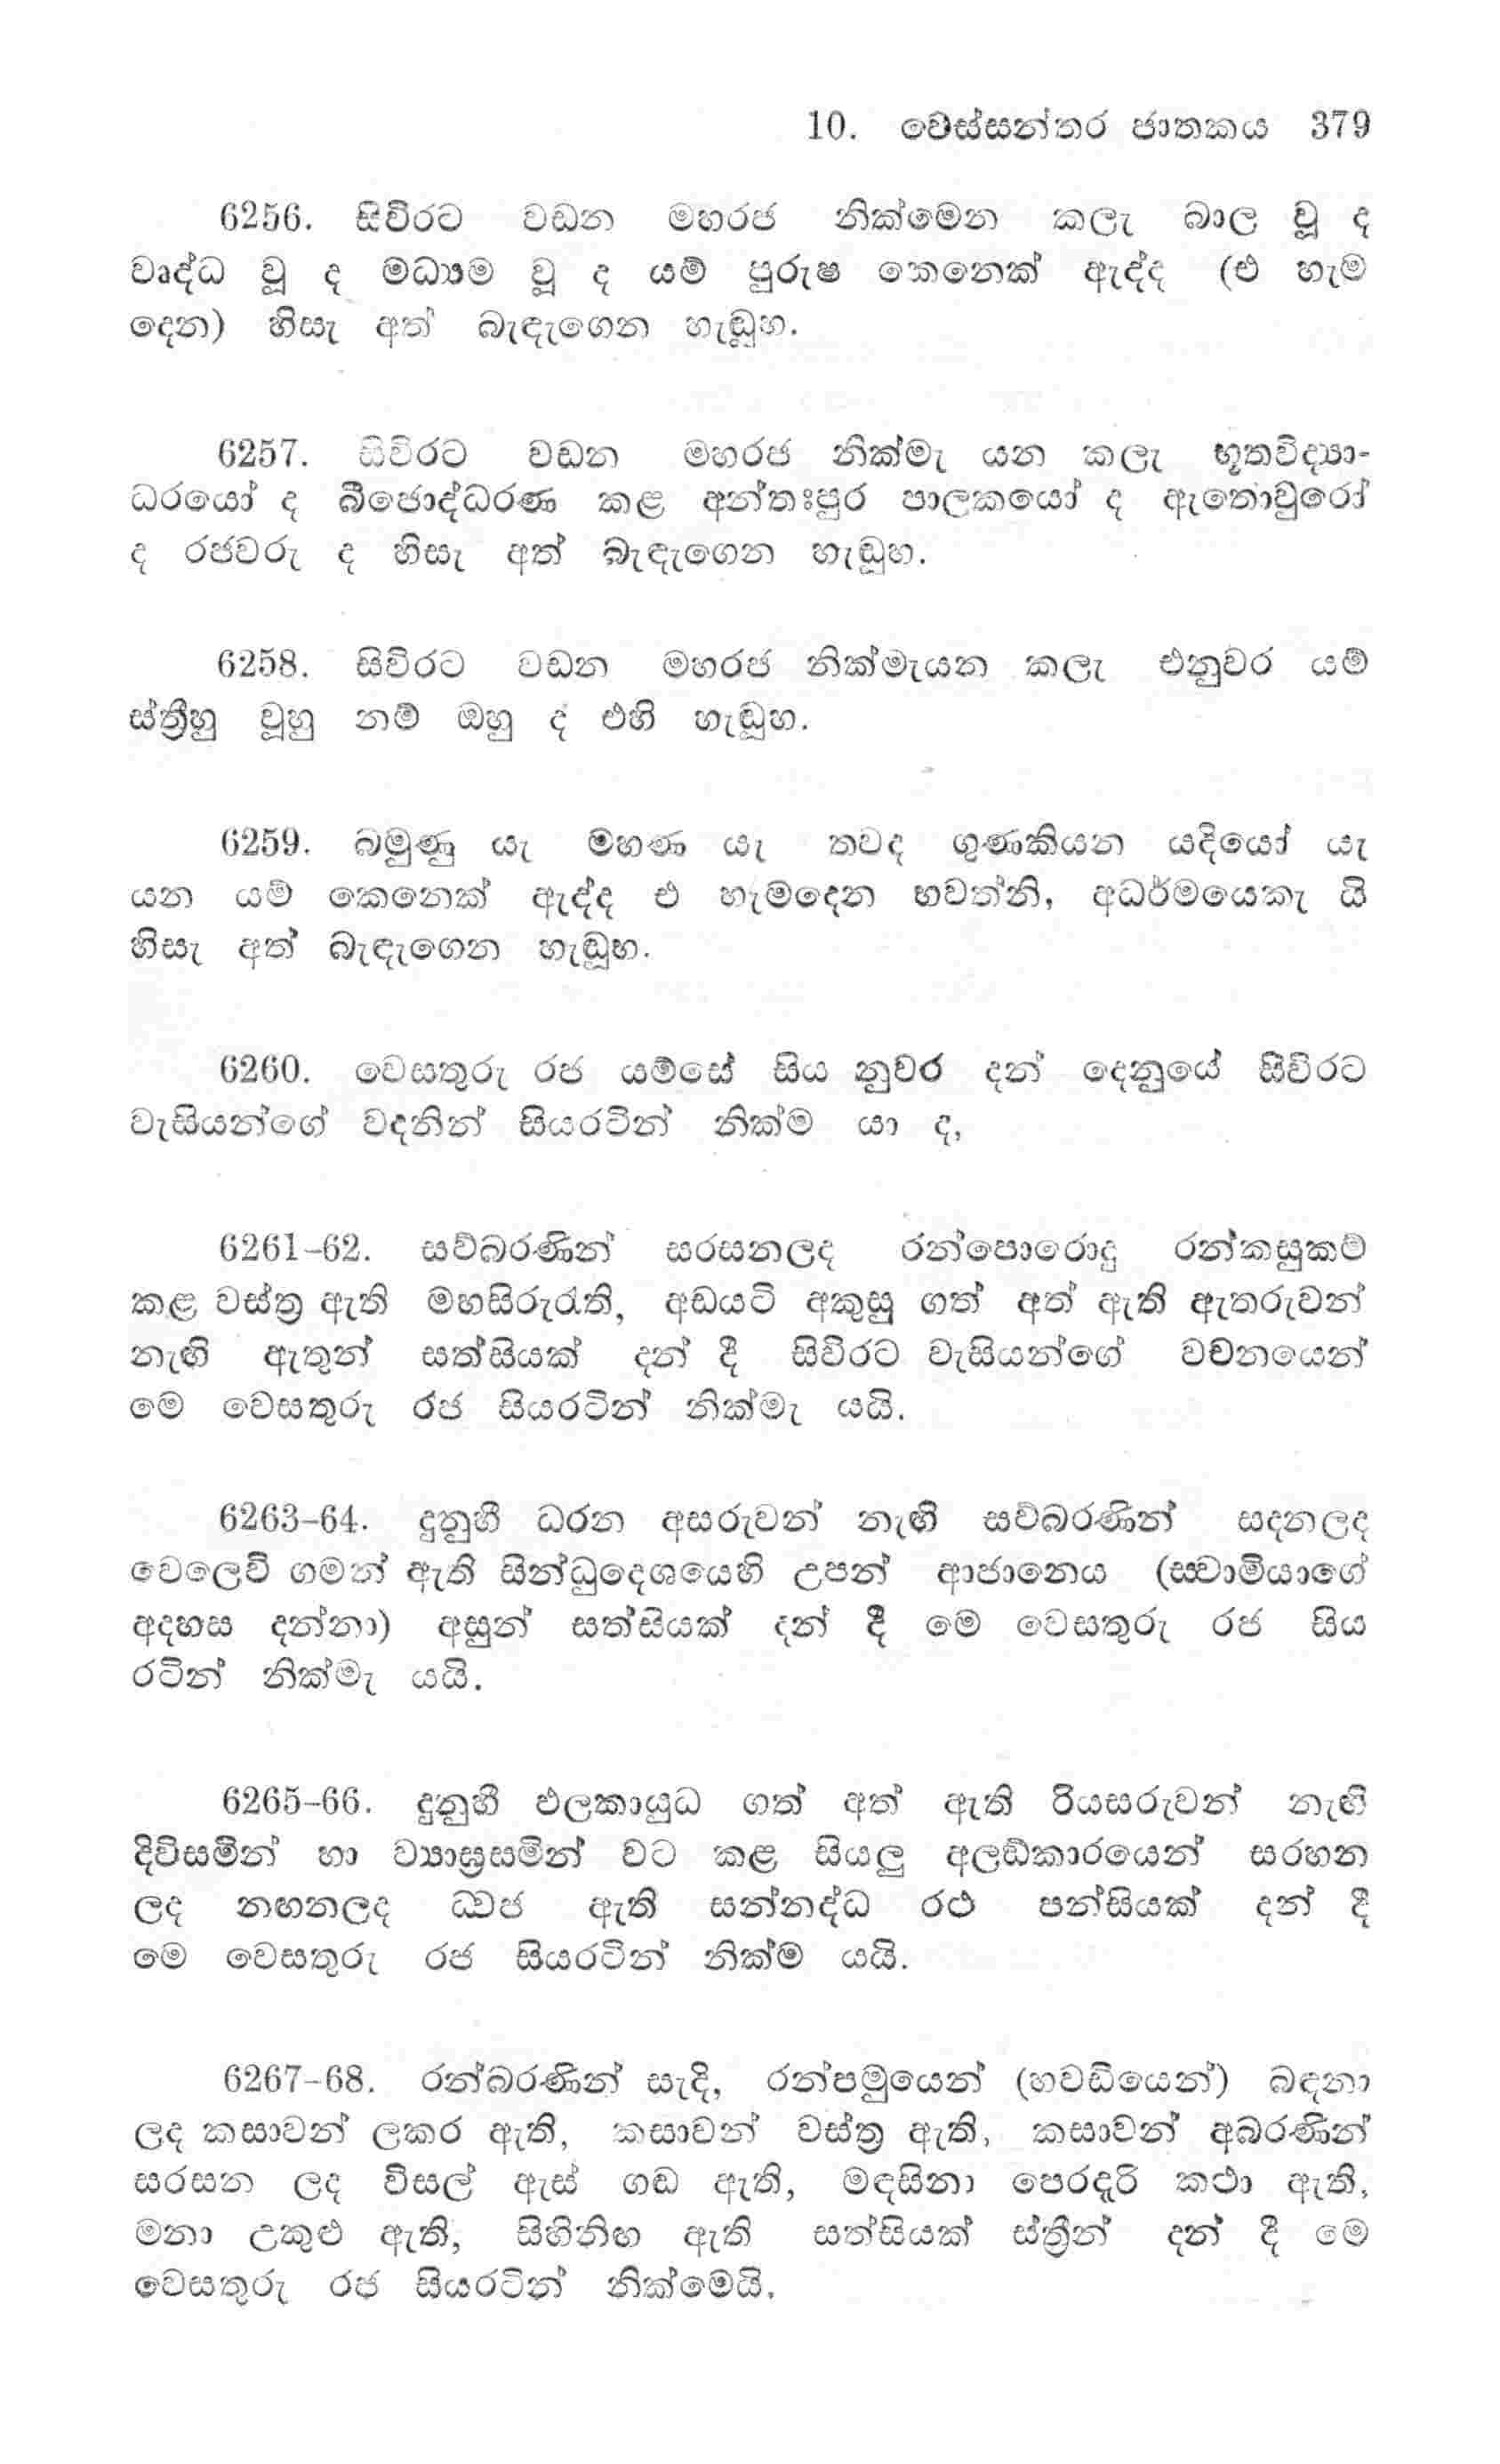 10. වෙස්සන්තර ජාතකය 379
6256. සිවිරට වඩන මහරජ නික්මෙන කලැ බාල වූ ද
වෘද්ධ වූ ද මධ්‍යම වූ ද යම් පුරුෂ කෙනෙක් ඇද්ද (එ හැම
දෙන) හිසැ අත් බැඳැගෙන හැඬූහ.
6257. සිවිරට වඩන මහරජ නික්මැ යන කලැ භූතවිද්‍යා-
ධරයෝ ද බීජොද්ධරණ කළ අන්තඃපුර පාලකයෝ ද ඇතොවුරෝ
ද රජවරු ද හිසැ අත් බැඳැගෙන හැඬූහ.
6258. සිවිරට වඩන මහරජ නික්මැයන කලැ එනුවර යම්
ස්ත්‍රීහු වූහු නම් ඔහු ද එහි හැඬූහ.
6259. බමුණු යැ මහණ යැ තවද ගුණකියන යදියෝ යැ
යන යම් කෙනෙක් ඇද්ද එ හැමදෙන භවත්නි, අධර්මයෙකැ යි
හිසැ අත් බැඳැගෙන හැඬූහ.
6260. වෙසතුරු රජ යම්සේ සිය නුවර දන් දෙනුයේ සිවිරට
වැසියන්ගේ වදනින් සියරටින් නික්ම යා ද,
6261-62. සව්බරණින් සරසනලද රන්පොරොදු රන්කසුකම්
කළ වස්ත්‍ර ඇති මහසිරුරැති, අඩයටි අකුසු ගත් අත් ඇති ඇතරුවන්
නැඟි ඇතුන් සත්සියක් දන් දී සිවිරට වැසියන්ගේ වචනයෙන්
මෙ වෙසතුරු රජ සියරටින් නික්මැ යයි.
6263-64. දුනුහී ධරන අසරුවන් නැඟි සව්බරණින් සදනලද
වෙලෙවි ගමන් ඇති සින්ධුදෙශයෙහි උපන් ආජානෙය (ස්වාමියාගේ
අදහස දන්නා) අසුන් සත්සියක් දන් දී මෙ වෙසතුරු රජ සිය
රටින් නික්මැ යයි.
6265-66. දුනුහී ඵලකායුධ ගත් අත් ඇති රියසරුවන් නැඟි
දිවිසමින් හා ව්‍යාඝ්‍රසමින් වට කළ සියලු අලඞ්කාරයෙන් සරහන
ලද නඟනලද ධ්වජ ඇති සන්නද්ධ රථ පන්සියක් දන් දී
මෙ වෙසතුරු රජ සියරටින් නික්ම යයි.
6267-68. රන්බරණින් සැදි, රන්පමුයෙන් (හවඩියෙන්) බඳනා
ලද කසාවන් ලකර ඇති, කසාවන් වස්ත්‍ර ඇති, කසාවන් අබරණින්
සරසන ලද විසල් ඇස් ගඬ ඇති, මඳසිනා පෙරදැරි කථා ඇති,
මනා උකුළු ඇති, සිහිනිඟ ඇති සත්සියක් ස්ත්‍රීන් දන් දී මෙ
වෙසතුරු රජ සියරටින් නික්මෙයි.